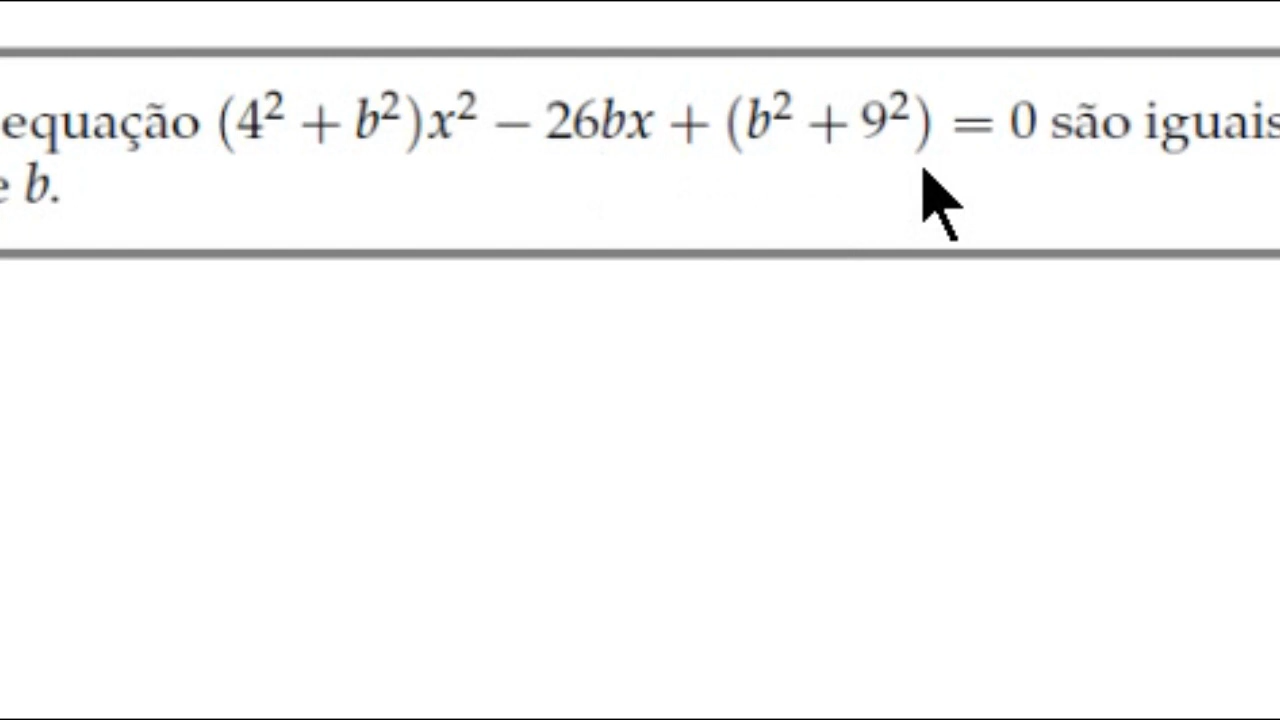 equação (4² + b²)x² − 26bx + (b² + 9²) = 0 são iguais
e b.